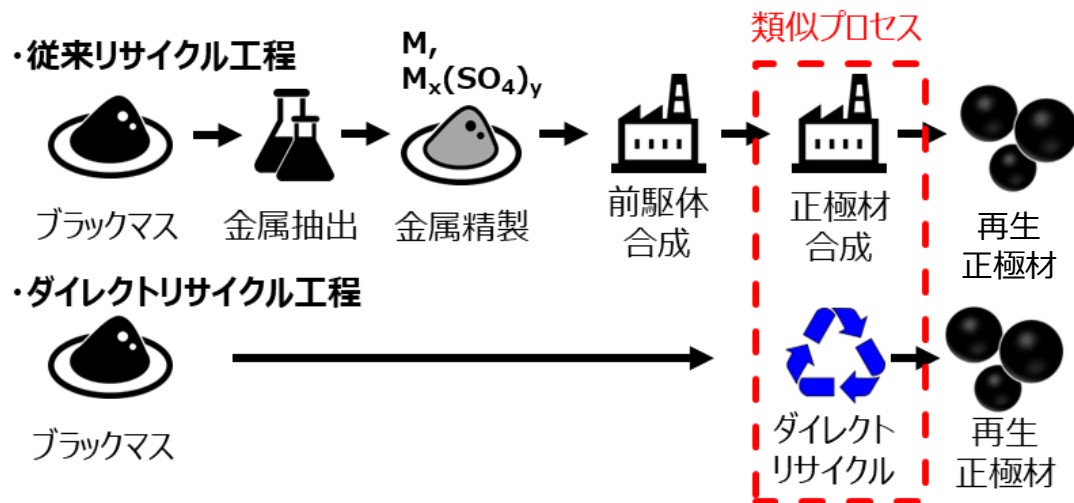 類似プロセス
・従来リサイクル工程
M,
Mₓ(SO₄)ᵧ
ブラックマス
金属抽出
金属精製
前駆体
合成
正極材
合成
再生
正極材
・ダイレクトリサイクル工程
ブラックマス
ダイレクト
リサイクル
再生
正極材